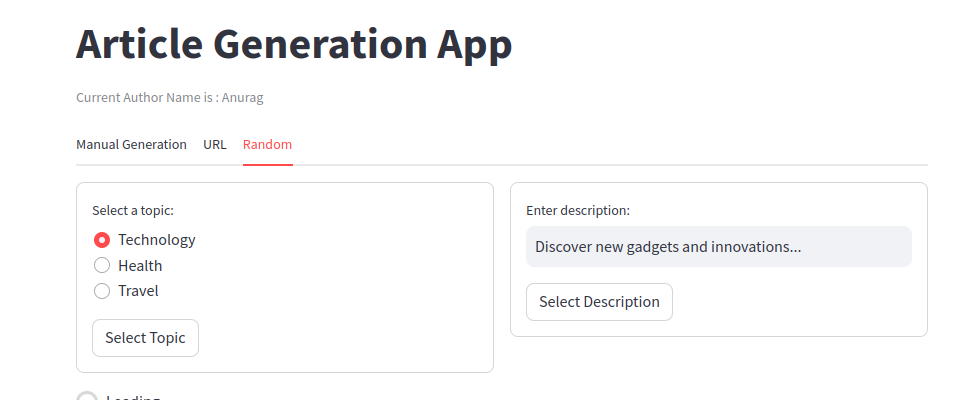 Article Generation App
Current Author Name is : Anurag
Manual Generation URL Random
Select a topic:
Technology
Health
Travel
Select Topic
Enter description:
Discover new gadgets and innovations...
Select Description
Loading